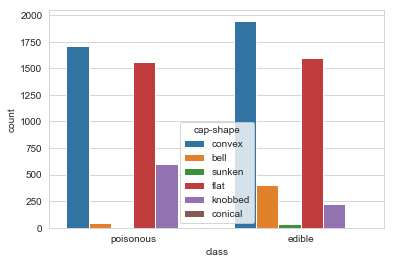 2000
1750
1500
1250
1000
750
500
250
0
count
cap-shape
convex
bell
sunken
flat
knobbed
conical
poisonous edible
class